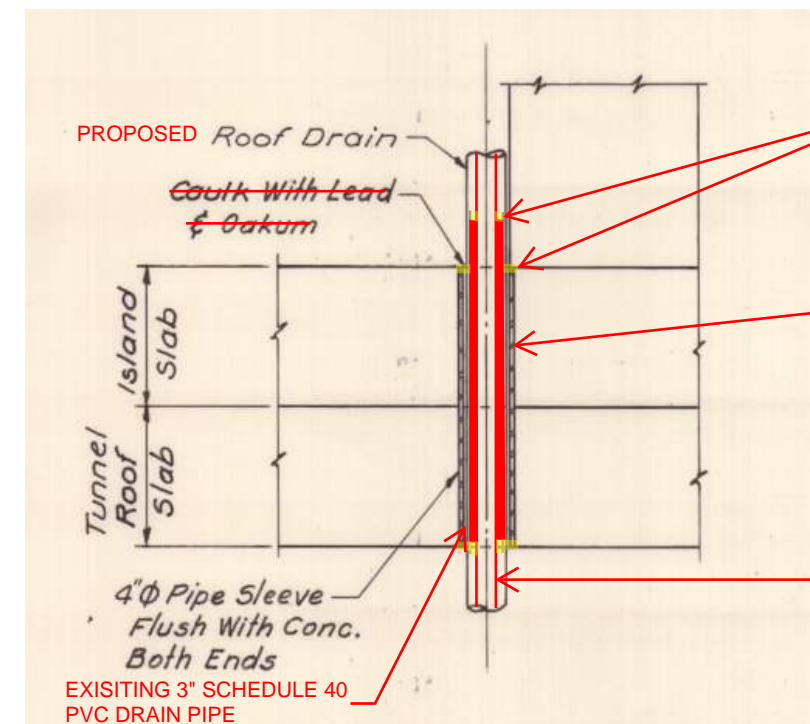 PROPOSED Roof Drain
Caulk With Lead
& Oakum
Island
Slab
Tunnel
Roof
Slab
4"Φ Pipe Sleeve
Flush With Conc.
Both Ends
EXISITING 3" SCHEDULE 40
PVC DRAIN PIPE